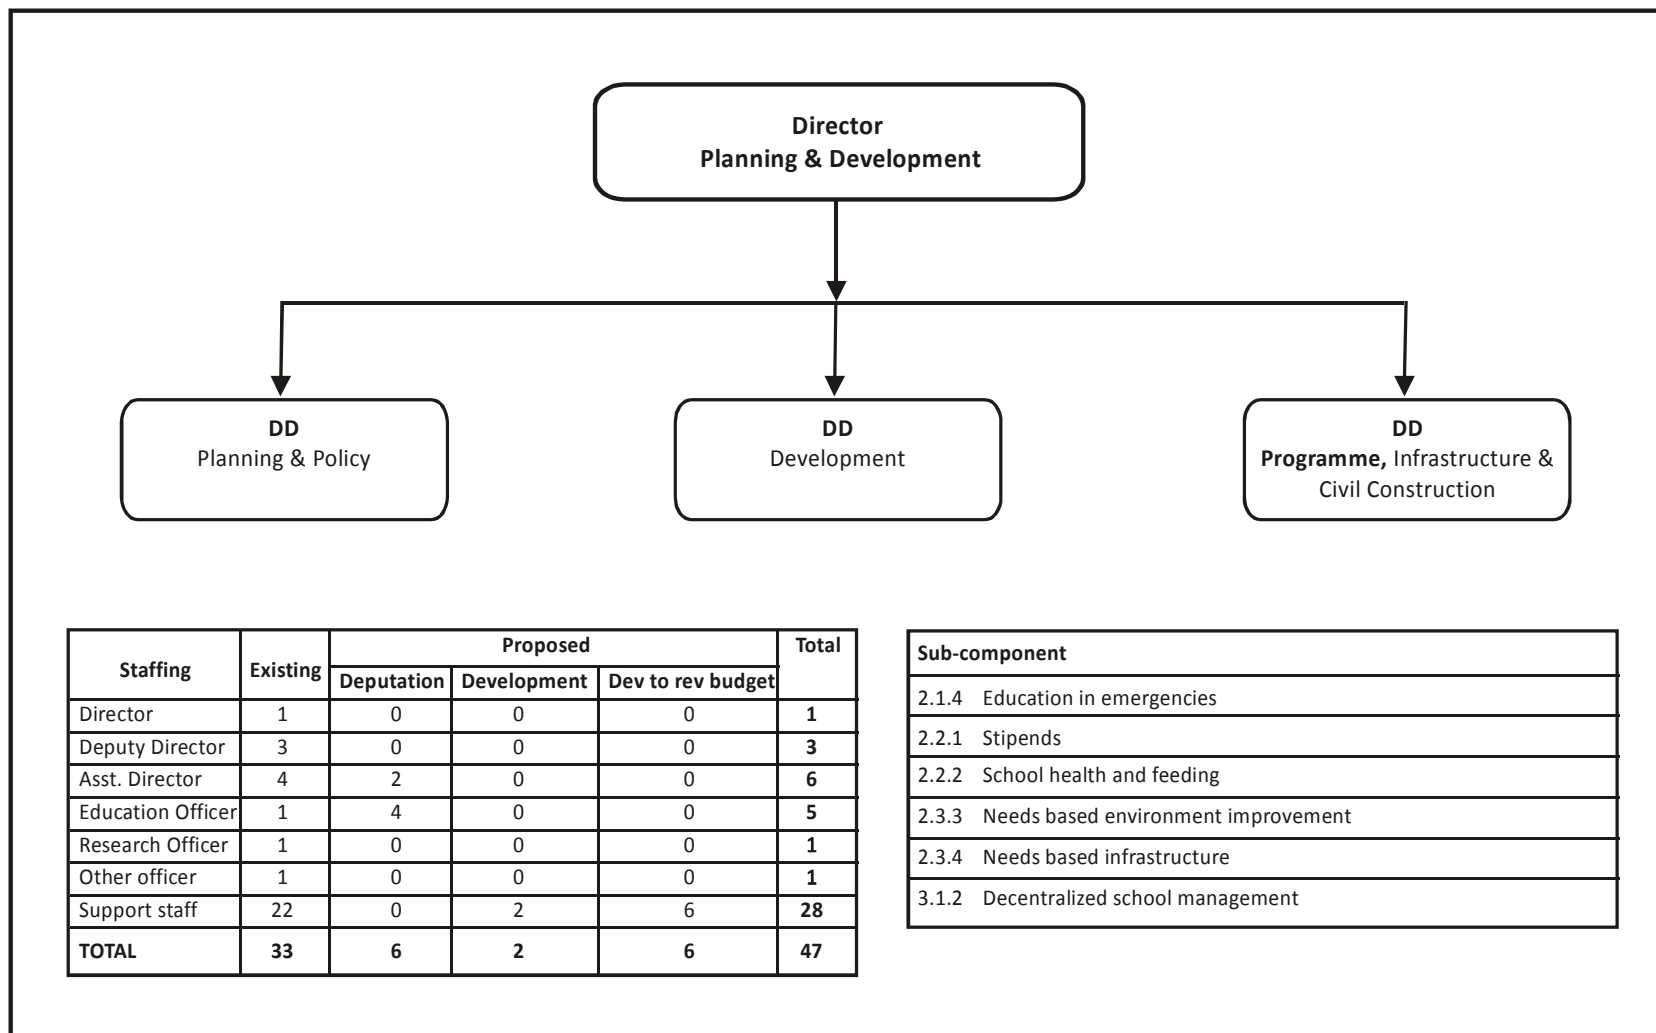 Director
Planning & Development
DD
Planning & Policy
DD
Development
DD
Programme, Infrastructure &
Civil Construction
Staffing Existing Proposed Total
Deputation Development Dev to rev budget
Director 1 0 0 0 1
Deputy Director 3 0 0 0 3
Asst. Director 4 2 0 0 6
Education Officer 1 4 0 0 5
Research Officer 1 0 0 0 1
Other officer 1 0 0 0 1
Support staff 22 0 2 6 28
TOTAL 33 6 2 6 47
Sub-component
2.1.4 Education in emergencies
2.2.1 Stipends
2.2.2 School health and feeding
2.3.3 Needs based environment improvement
2.3.4 Needs based infrastructure
3.1.2 Decentralized school management